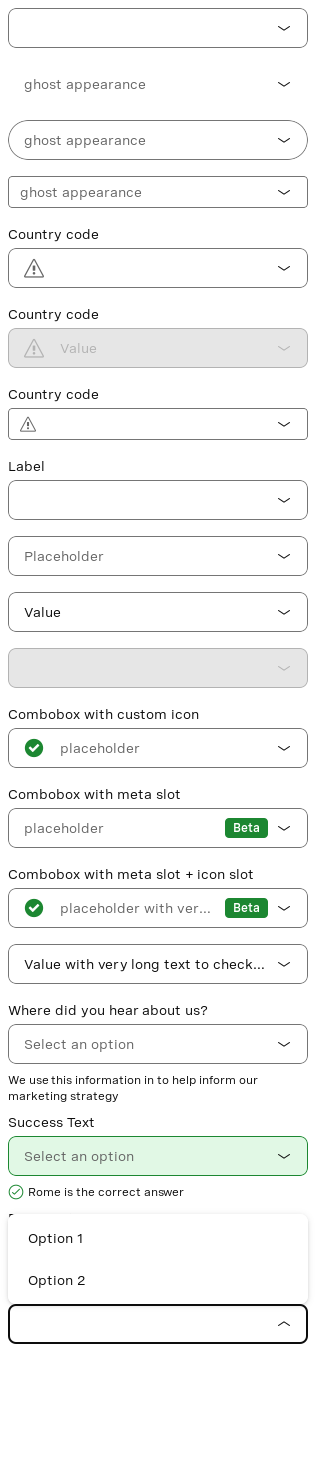 ghost appearance
ghost appearance
ghost appearance
Country code
Country code
Value
Country code
Label
Placeholder
Value
Combobox with custom icon
placeholder
Combobox with meta slot
placeholder Beta
Combobox with meta slot + icon slot
placeholder with ver... Beta
Value with very long text to check...
Where did you hear about us?
Select an option
We use this information in to help inform our
marketing strategy
Success Text
Select an option
Rome is the correct answer
Option 1
Option 2